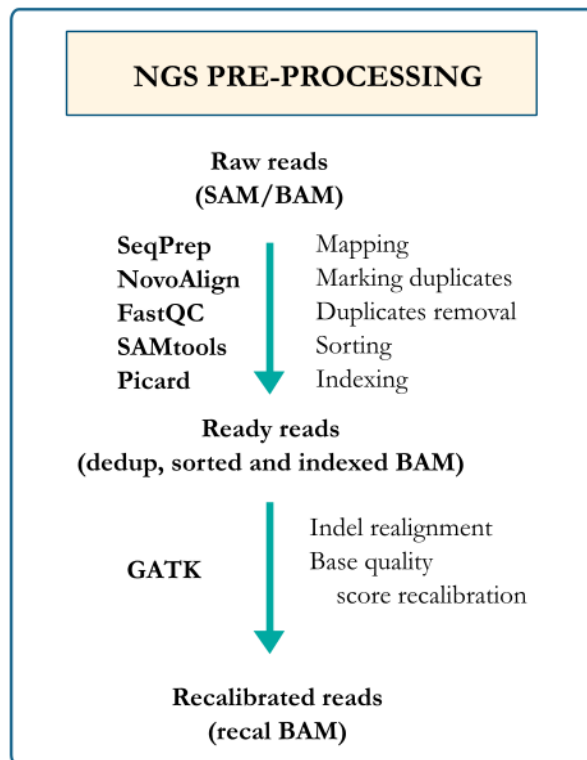 NGS PRE-PROCESSING
Raw reads
(SAM/BAM)
SeqPrep
NovoAlign
FastQC
SAMtools
Picard
Mapping
Marking duplicates
Duplicates removal
Sorting
Indexing
Ready reads
(dedup, sorted and indexed BAM)
GATK
Indel realignment
Base quality
score recalibration
Recalibrated reads
(recal BAM)